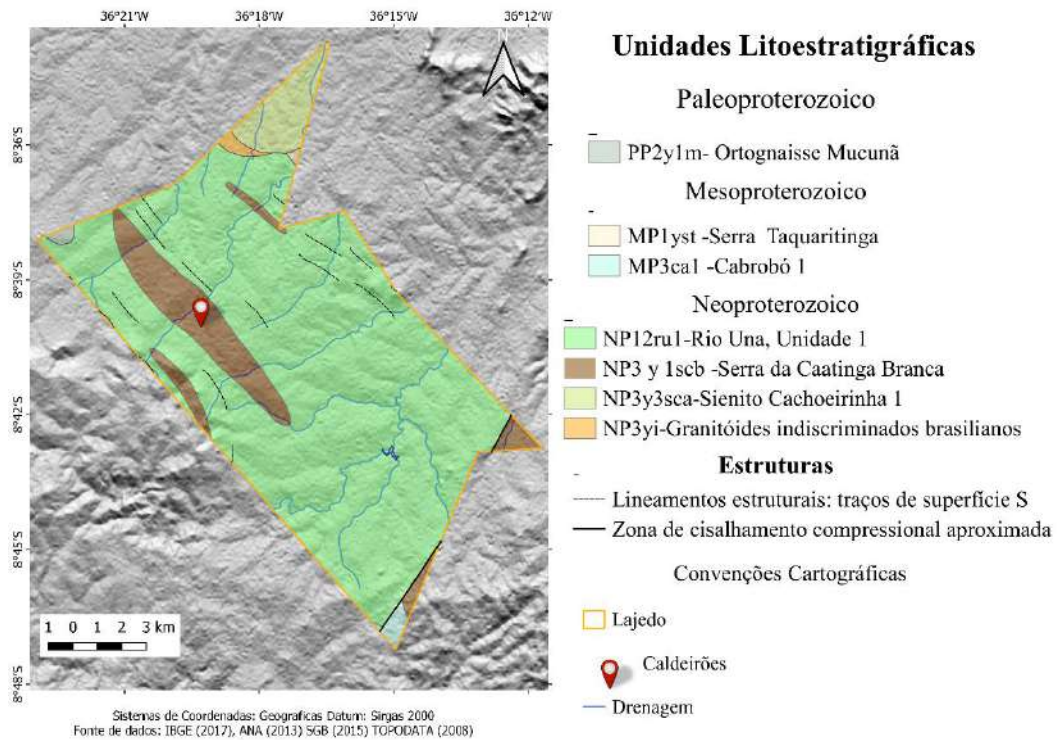 36°21'W 36°18'W 36°15'W 36°12'W
N
8°36'S
8°39'S
8°42'S
8°45'S
8°48'S
1 0 1 2 3 km
Sistemas de Coordenadas: Geograficas Datum: Sirgas 2000
Fonte de dados: IBGE (2017), ANA (2013) SGB (2015) TOPODATA (2008)
Unidades Litoestratigráficas
Paleoproterozoico
PP2y1m- Ortognaisse Mucunã
Mesoproterozoico
MP1yst -Serra Taquaritinga
MP3ca1 -Cabrobó 1
Neoproterozoico
NP12ru1-Rio Una, Unidade 1
NP3 y 1scb -Serra da Caatinga Branca
NP3y3sca-Sienito Cachoeirinha 1
NP3yi-Granitóides indiscriminados brasilianos
Estruturas
Lineamentos estruturais: traços de superfície S
Zona de cisalhamento compressional aproximada
Convenções Cartográficas
Lajedo
Caldeirões
Drenagem